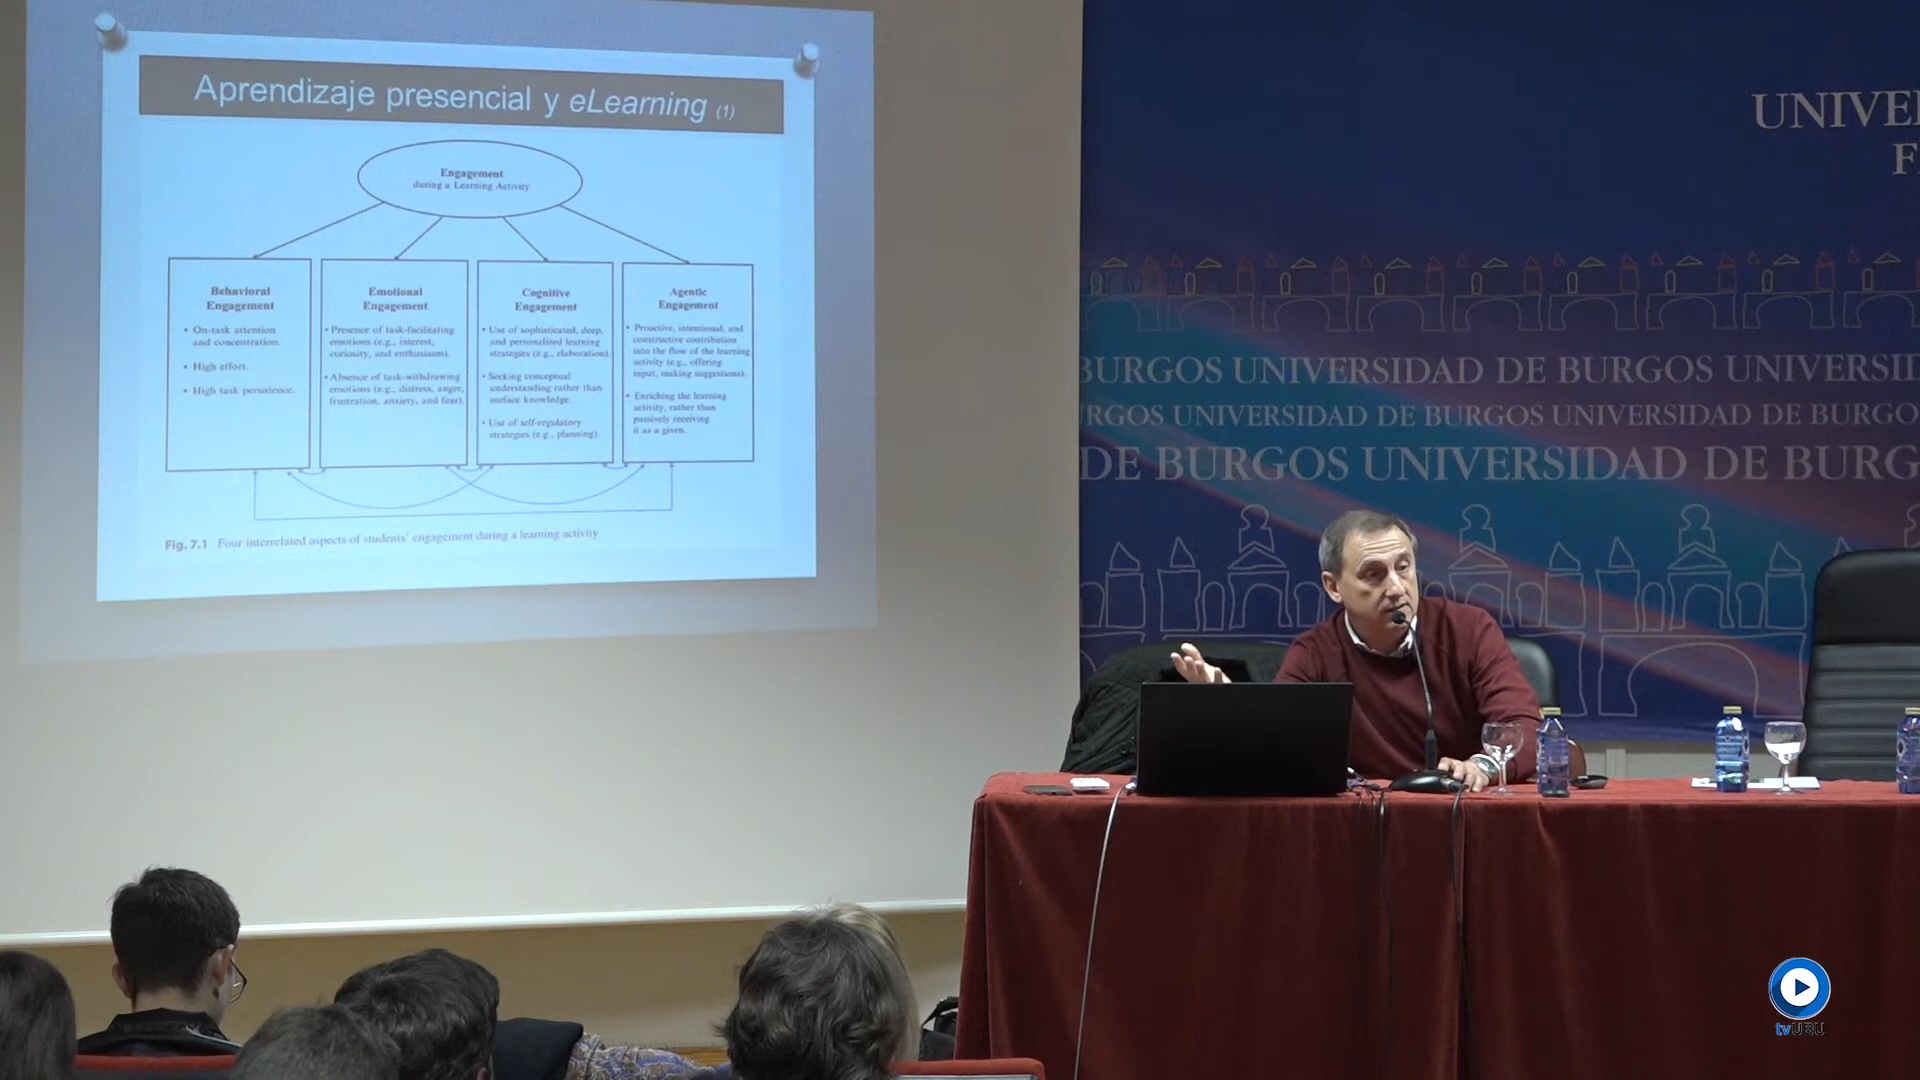 Aprendizaje presencial y eLearning (1)
Engagement
during a Learning Activity
Behavioral
Engagement
• On-task attention
and concentration.
• High effort.
• High task persistence.
Emotional
Engagement
• Presence of task-facilitating
emotions (e.g., interest,
curiosity, and enthusiasm).
• Absence of task-withdrawing
emotions (e.g., distress, anger,
frustration, anxiety, and fear).
Cognitive
Engagement
• Use of sophisticated, deep,
and personalized learning
strategies (e.g., elaboration).
• Seeking conceptual
understanding rather than
surface knowledge.
• Use of self-regulatory
strategies (e.g., planning).
Agentic
Engagement
• Proactive, intentional, and
constructive contribution
into the flow of the learning
activity (e.g., offering
input, making suggestions).
• Enriching the learning
activity, rather than
passively receiving
it as a given.
Fig. 7.1 Four interrelated aspects of students' engagement during a learning activity
UNIVE
F
BURGOS UNIVERSIDAD DE BURGOS UNIVERSI
RGOS UNIVERSIDAD DE BURGOS UNIVERSIDAD DE BURGO
DE BURGOS UNIVERSIDAD DE BURG
tvUBU